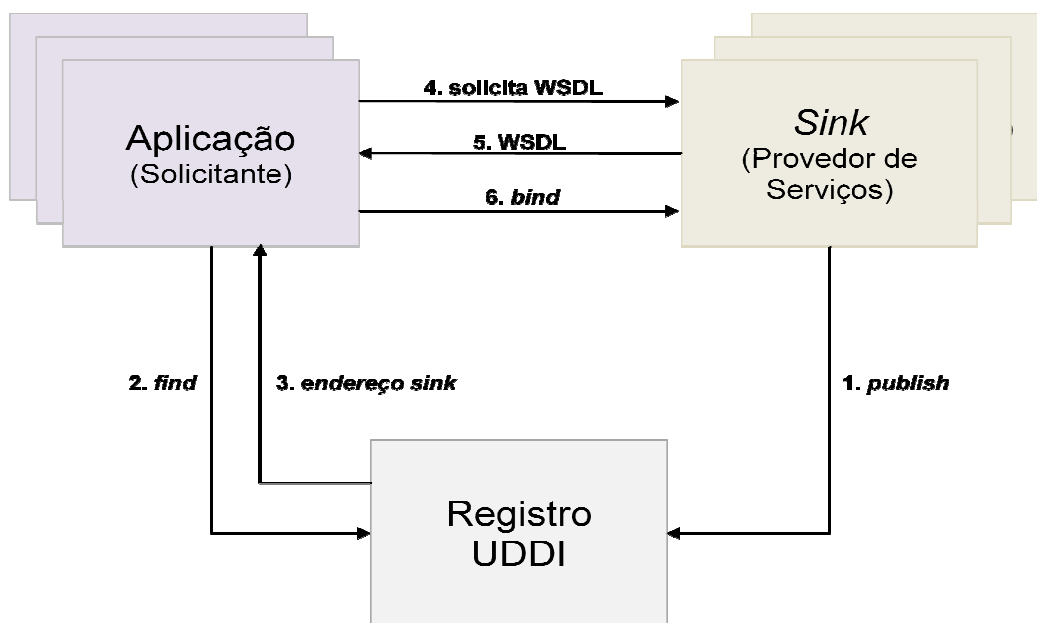 4. solicita WSDL
Aplicação
(Solicitante)
5. WSDL
Sink
(Provedor de
Serviços)
6. bind
2. find
3. endereço sink
1. publish
Registro
UDDI